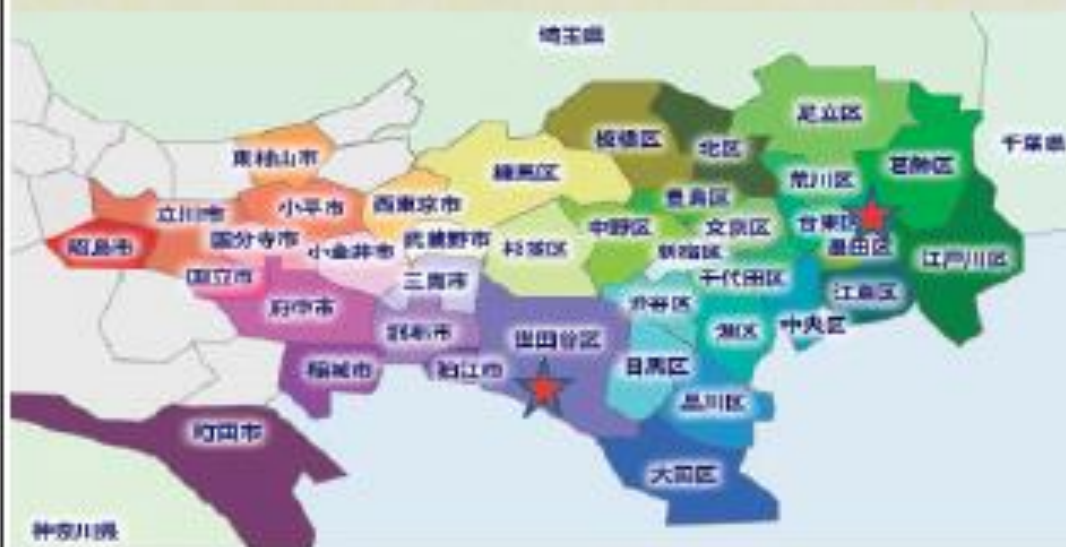 埼玉県
千葉県
神奈川県
足立区
板橋区
北区
葛飾区
東村山市
練馬区
荒川区
豊島区
立川市
小平市
西東京市
中野区
文京区
台東区
昭島市
国分寺市
小金井市
武蔵野市
杉並区
新宿区
墨田区
江戸川区
国立市
三鷹市
千代田区
江東区
府中市
渋谷区
調布市
世田谷区
港区
中央区
稲城市
狛江市
目黒区
品川区
町田市
大田区